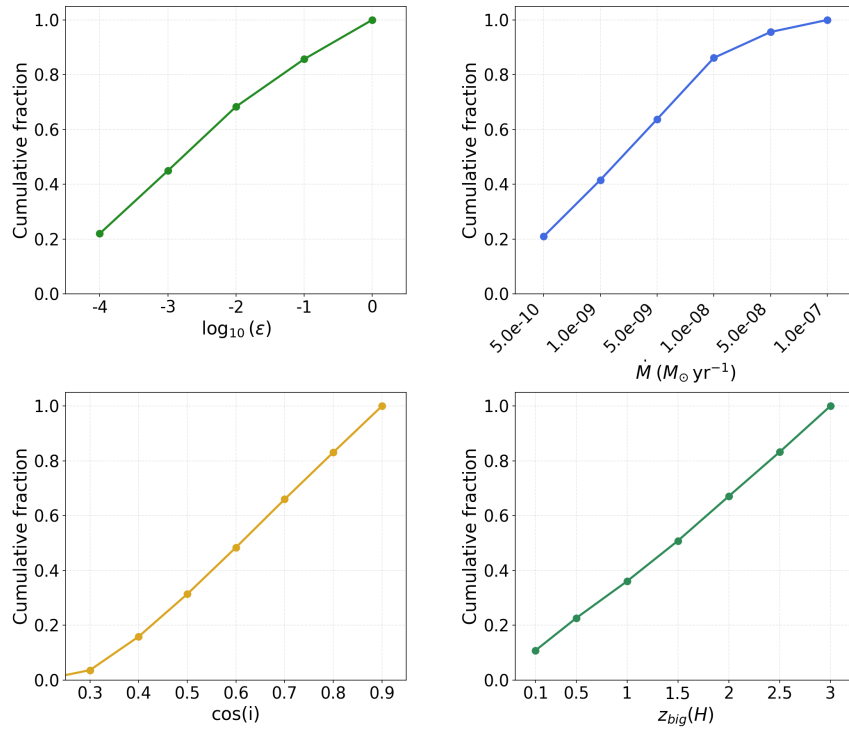 Cumulative fraction
1.0
0.8
0.6
0.4
0.2
0.0
-4 -3 -2 -1 0
log₁₀(ε)
Cumulative fraction
1.0
0.8
0.6
0.4
0.2
0.0
5.0e-10 1.0e-09 5.0e-09 1.0e-08 5.0e-08 1.0e-07
Ṁ (M⊙ yr⁻¹)
Cumulative fraction
1.0
0.8
0.6
0.4
0.2
0.0
0.3 0.4 0.5 0.6 0.7 0.8 0.9
cos(i)
Cumulative fraction
1.0
0.8
0.6
0.4
0.2
0.0
0.1 0.5 1 1.5 2 2.5 3
z_big(H)